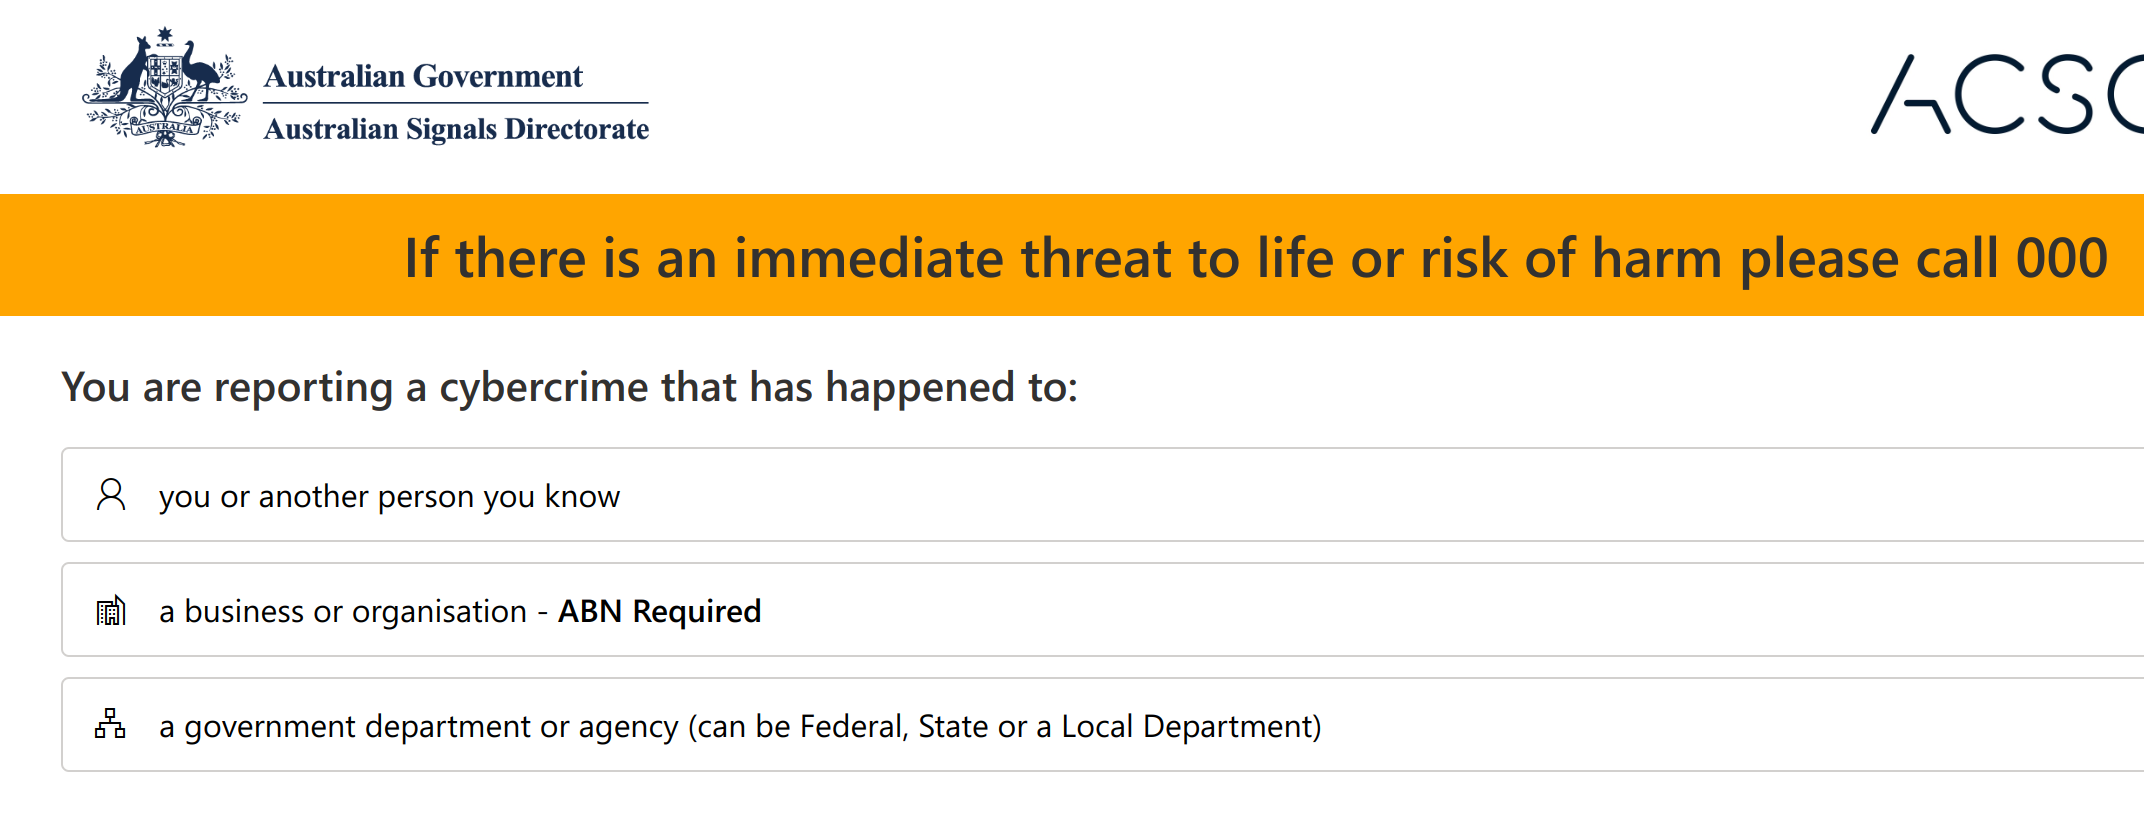 Australian Government
Australian Signals Directorate
AUSTRALIA
ACSC
If there is an immediate threat to life or risk of harm please call 000
You are reporting a cybercrime that has happened to:
you or another person you know
a business or organisation - ABN Required
a government department or agency (can be Federal, State or a Local Department)